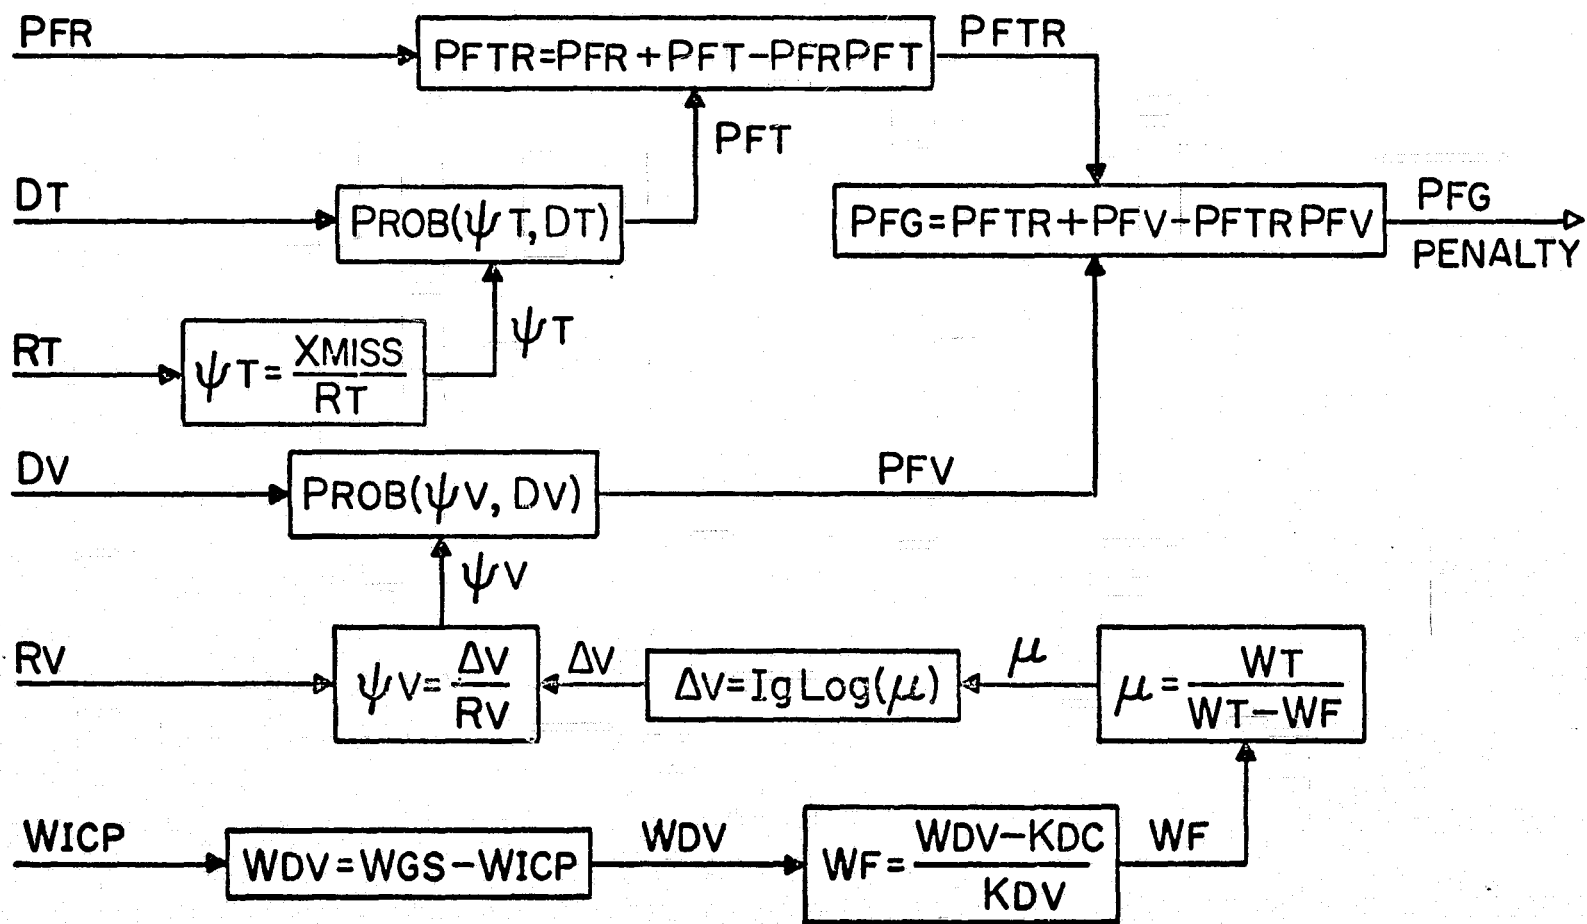 PFR
PFTR=PFR+PFT-PFRPFT
PFTR
PFT
DT
PROB(ψT, DT)
PFG=PFTR+PFV-PFTR PFV
PFG
PENALTY
ψT
RT
ψT = XMISS
RT
DV
PROB(ψV, DV)
PFV
ψV
RV
ψV = ΔV
RV
ΔV
ΔV=Ig Log(μ)
μ
μ = WT
WT-WF
WICP
WDV=WGS-WICP
WDV
WF = WDV-KDC
KDV
WF